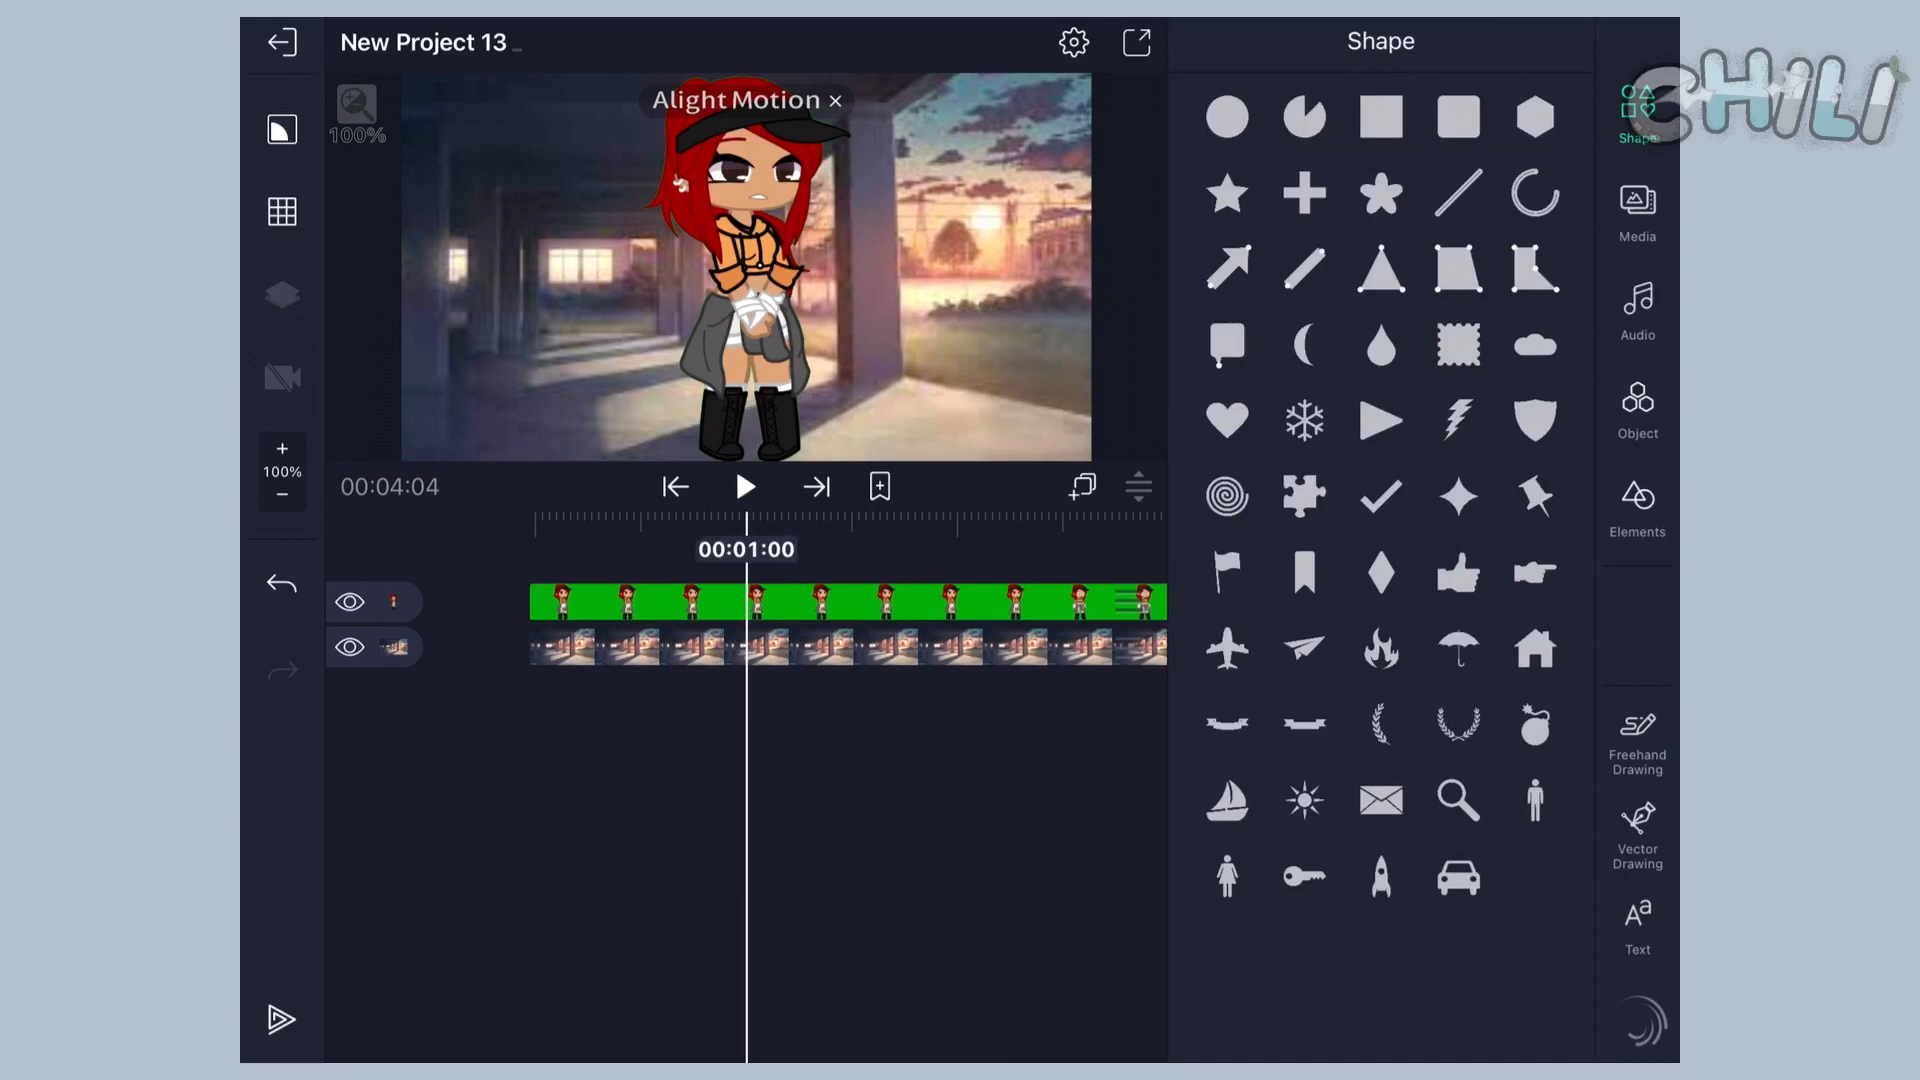 New Project 13
Shape
CHiLi
Alight Motion ×
100%
Shape
Media
Audio
Object
+
100%
−
00:04:04
Elements
00:01:00
Freehand
Drawing
Vector
Drawing
Aa
Text